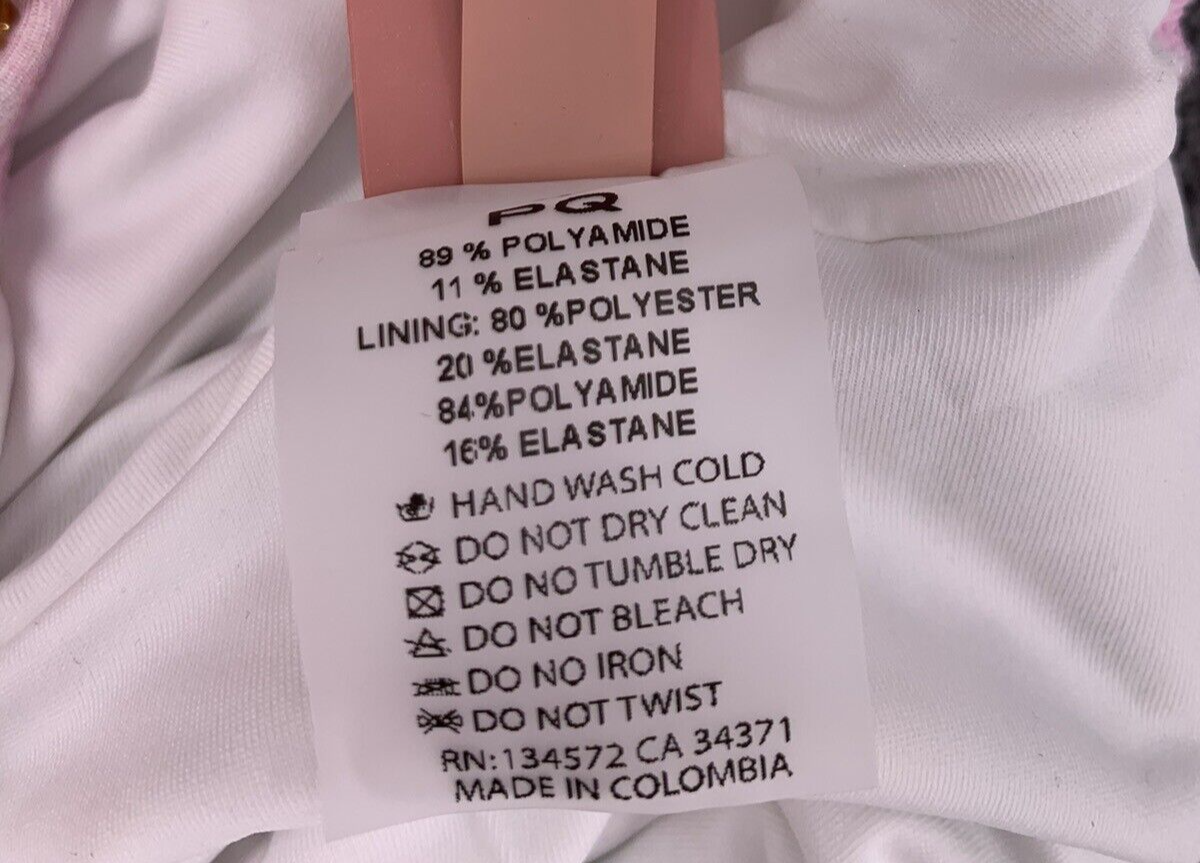 PQ
89 % POLYAMIDE
11 % ELASTANE
LINING: 80 %POLYESTER
20 %ELASTANE
84%POLYAMIDE
16% ELASTANE
HAND WASH COLD
DO NOT DRY CLEAN
DO NO TUMBLE DRY
DO NOT BLEACH
DO NO IRON
DO NOT TWIST
RN:134572 CA 34371
MADE IN COLOMBIA